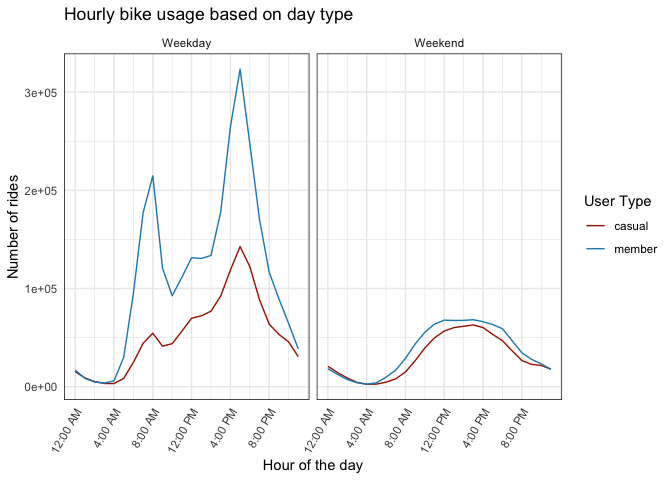 Hourly bike usage based on day type
Weekday
Weekend
Number of rides
3e+05
2e+05
1e+05
0e+00
12:00 AM
4:00 AM
8:00 AM
12:00 PM
4:00 PM
8:00 PM
12:00 AM
4:00 AM
8:00 AM
12:00 PM
4:00 PM
8:00 PM
Hour of the day
User Type
casual
member